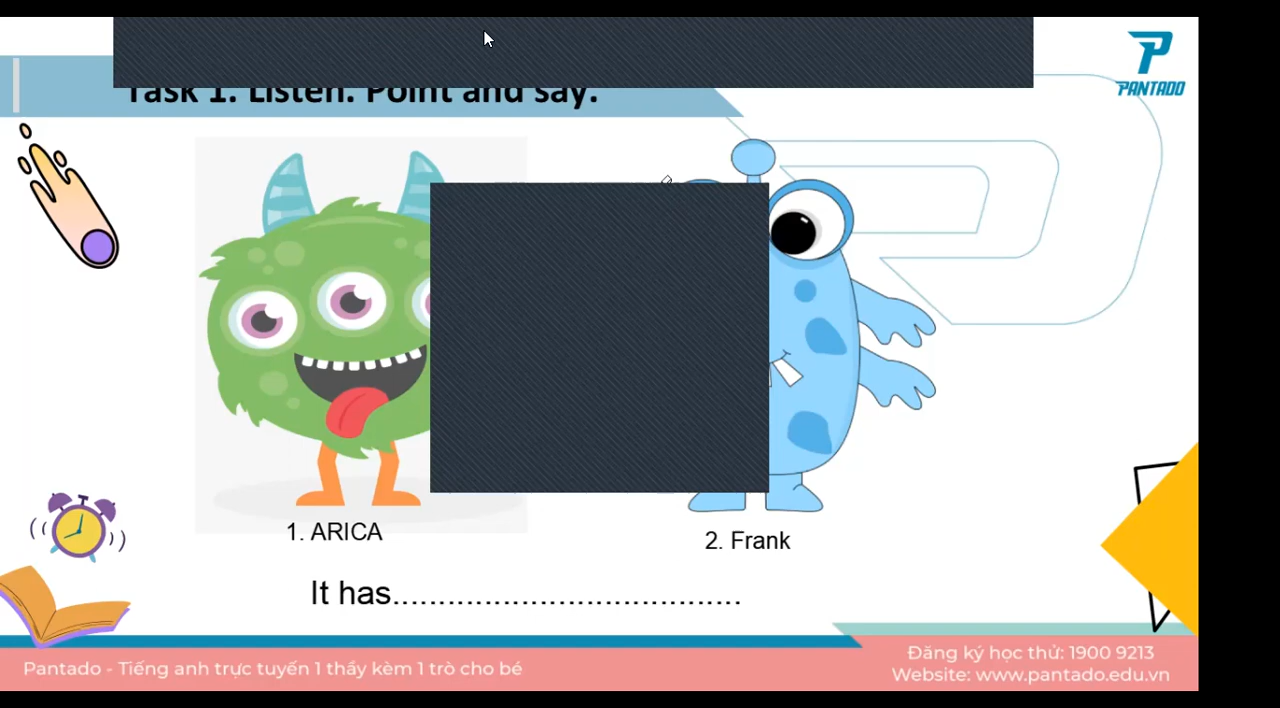 PANTADO
Task 1. Listen. Point and say.
1. ARICA
2. Frank
It has......................................
Pantado - Tiếng anh trực tuyến 1 thầy kèm 1 trò cho bé
Đăng ký học thử: 1900 9213
Website: www.pantado.edu.vn